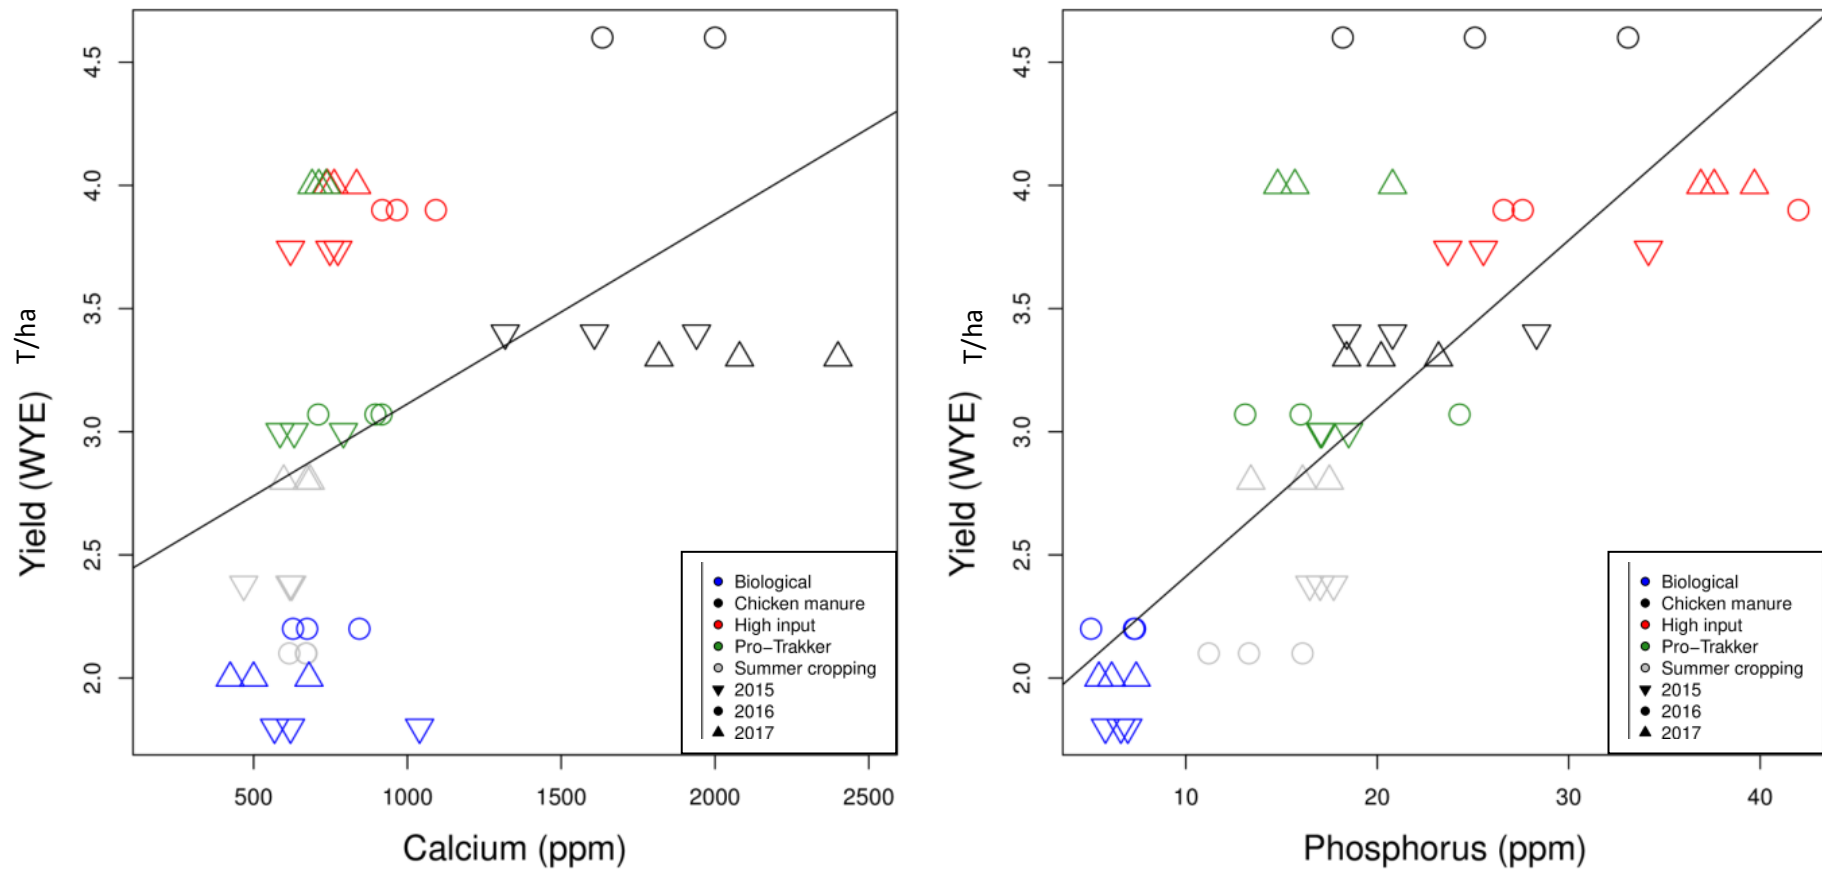 4.5
4.0
3.5
3.0
2.5
2.0
Yield (WYE) T/ha
Biological
Chicken manure
High input
Pro−Trakker
Summer cropping
2015
2016
2017
500 1000 1500 2000 2500
Calcium (ppm)
4.5
4.0
3.5
3.0
2.5
2.0
Yield (WYE) T/ha
Biological
Chicken manure
High input
Pro−Trakker
Summer cropping
2015
2016
2017
10 20 30 40
Phosphorus (ppm)